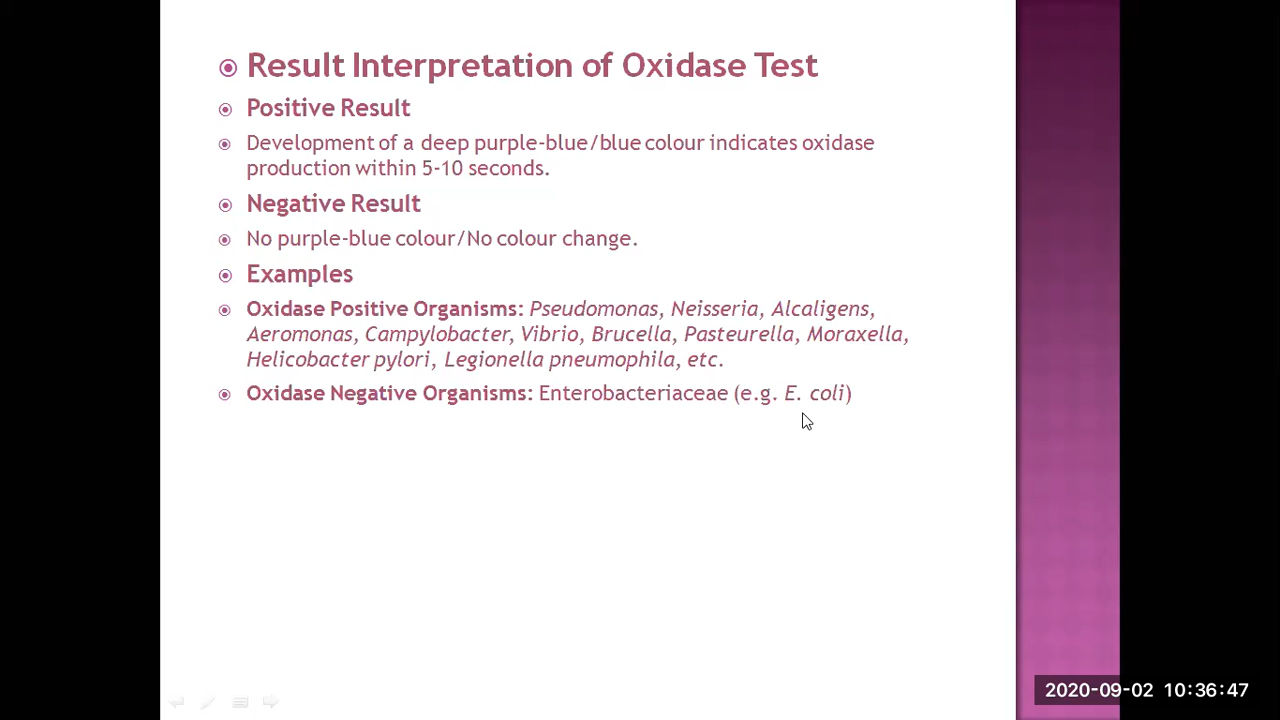 Result Interpretation of Oxidase Test
Positive Result
Development of a deep purple-blue/blue colour indicates oxidase
production within 5-10 seconds.
Negative Result
No purple-blue colour/No colour change.
Examples
Oxidase Positive Organisms: Pseudomonas, Neisseria, Alcaligens,
Aeromonas, Campylobacter, Vibrio, Brucella, Pasteurella, Moraxella,
Helicobacter pylori, Legionella pneumophila, etc.
Oxidase Negative Organisms: Enterobacteriaceae (e.g. E. coli)
2020-09-02 10:36:47